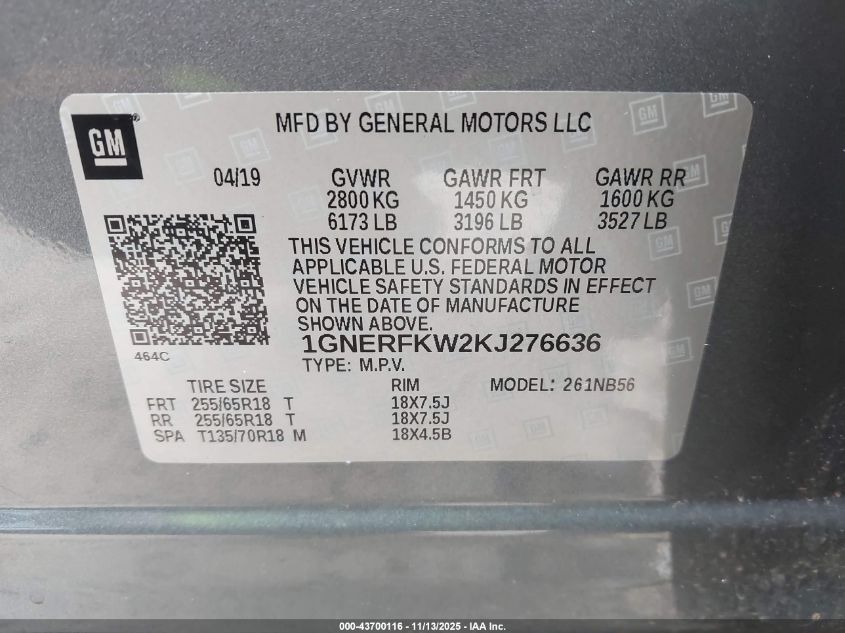 GM
MFD BY GENERAL MOTORS LLC
04/19 GVWR GAWR FRT GAWR RR
2800 KG 1450 KG 1600 KG
6173 LB 3196 LB 3527 LB
THIS VEHICLE CONFORMS TO ALL
APPLICABLE U.S. FEDERAL MOTOR
VEHICLE SAFETY STANDARDS IN EFFECT
ON THE DATE OF MANUFACTURE
SHOWN ABOVE.
1GNERFKW2KJ276636
464C
TYPE: M.P.V.
TIRE SIZE RIM MODEL: 261NB56
FRT 255/65R18 T 18X7.5J
RR 255/65R18 T 18X7.5J
SPA T135/70R18 M 18X4.5B
000-43700116 - 11/13/2025 - IAA Inc.